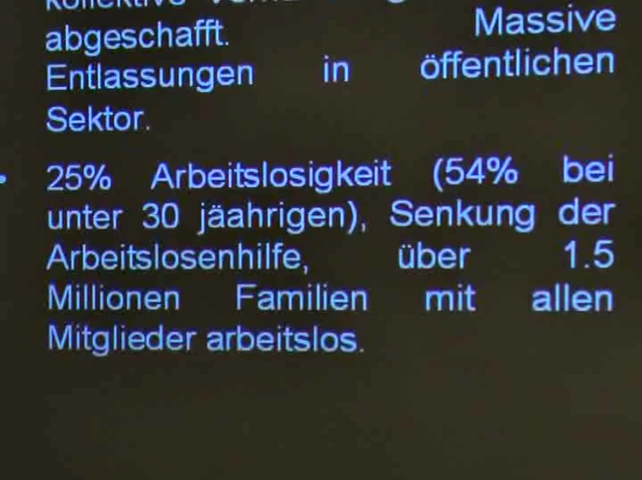 kollektive
abgeschafft. Massive
Entlassungen in öffentlichen
Sektor.
25% Arbeitslosigkeit (54% bei
unter 30 jäahrigen), Senkung der
Arbeitslosenhilfe, über 1.5
Millionen Familien mit allen
Mitglieder arbeitslos.